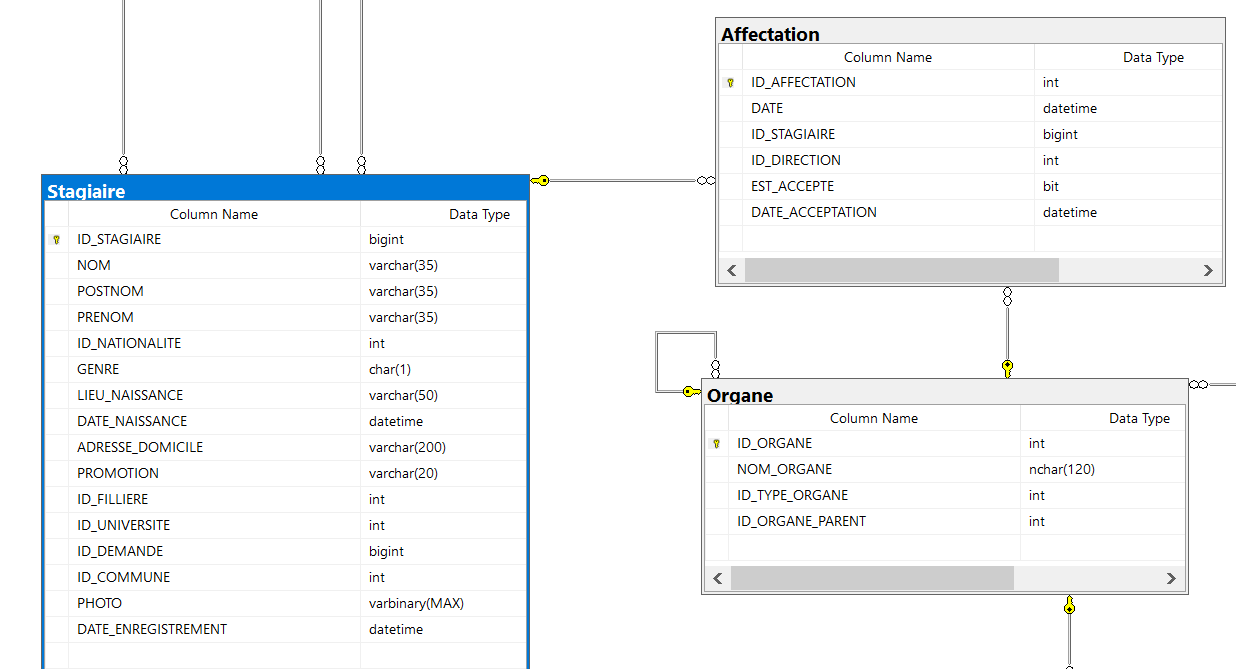 Affectation
Column Name Data Type
ID_AFFECTATION int
DATE datetime
ID_STAGIAIRE bigint
ID_DIRECTION int
EST_ACCEPTE bit
DATE_ACCEPTATION datetime
Stagiaire
Column Name Data Type
ID_STAGIAIRE bigint
NOM varchar(35)
POSTNOM varchar(35)
PRENOM varchar(35)
ID_NATIONALITE int
GENRE char(1)
LIEU_NAISSANCE varchar(50)
DATE_NAISSANCE datetime
ADRESSE_DOMICILE varchar(200)
PROMOTION varchar(20)
ID_FILLIERE int
ID_UNIVERSITE int
ID_DEMANDE bigint
ID_COMMUNE int
PHOTO varbinary(MAX)
DATE_ENREGISTREMENT datetime
Organe
Column Name Data Type
ID_ORGANE int
NOM_ORGANE nchar(120)
ID_TYPE_ORGANE int
ID_ORGANE_PARENT int